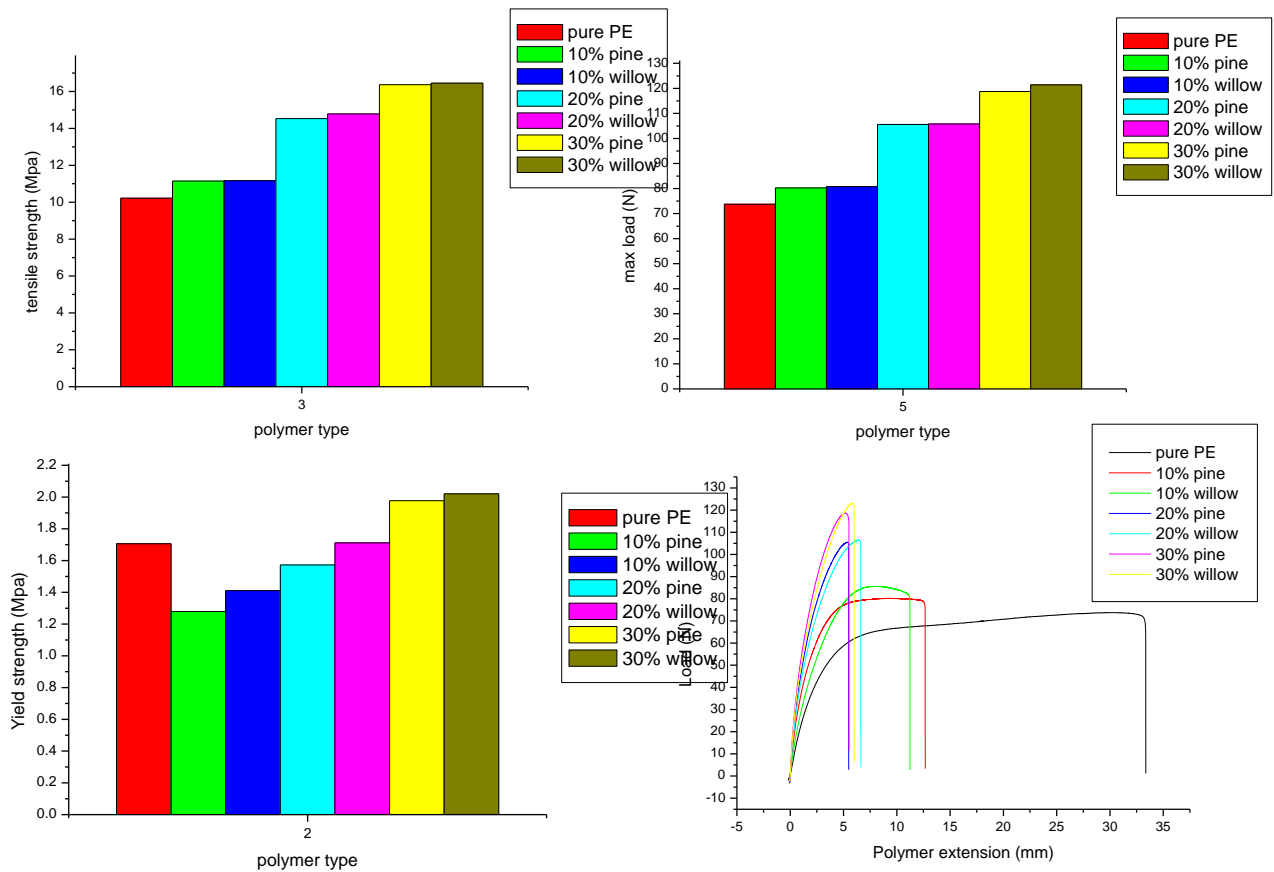 pure PE
10% pine
10% willow
20% pine
20% willow
30% pine
30% willow
16
14
12
10
8
6
4
2
0
tensile strength (Mpa)
3
polymer type
pure PE
10% pine
10% willow
20% pine
20% willow
30% pine
30% willow
130
120
110
100
90
80
70
60
50
40
30
20
10
0
max load (N)
5
polymer type
2.2
2.0
1.8
1.6
1.4
1.2
1.0
0.8
0.6
0.4
0.2
0.0
Yield strength (Mpa)
2
polymer type
pure PE
10% pine
10% willow
20% pine
20% willow
30% pine
30% willow
pure PE
10% pine
10% willow
20% pine
20% willow
30% pine
30% willow
130
120
110
100
90
80
70
60
50
40
30
20
10
0
-10
Load (N)
-5
0
5
10
15
20
25
30
35
Polymer extension (mm)